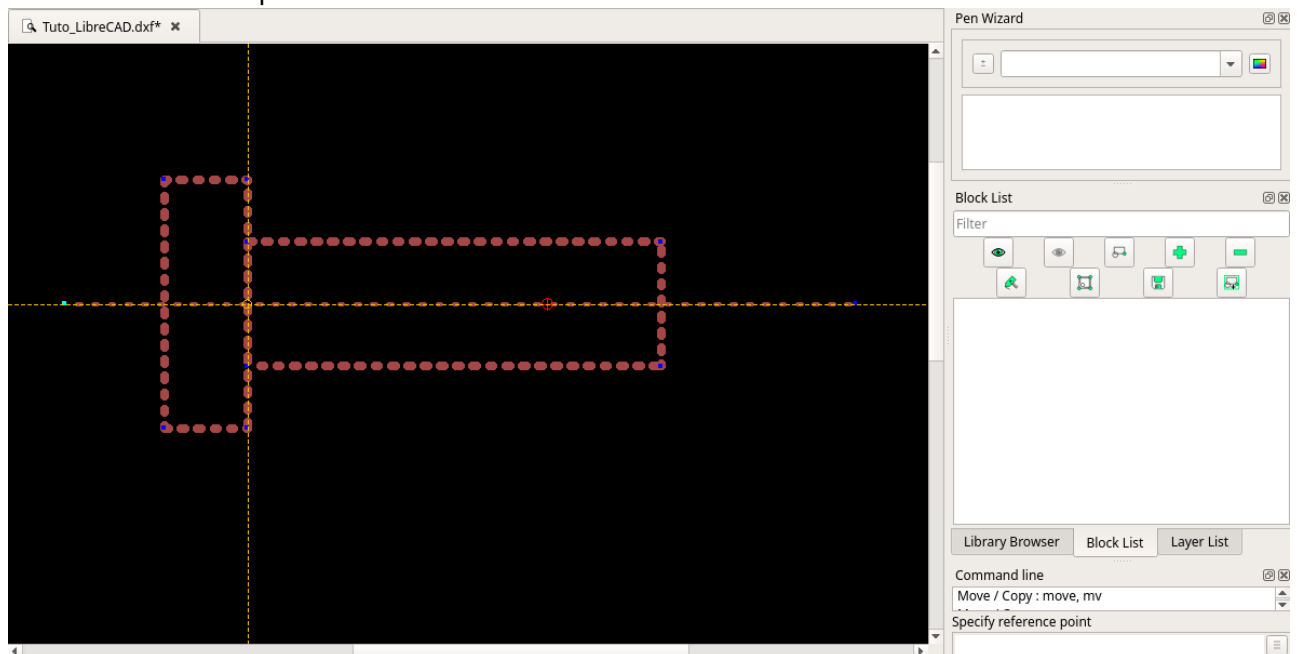 Tuto_LibreCAD.dxf*
Pen Wizard
Block List
Filter
Library Browser
Block List
Layer List
Command line
Move / Copy : move, mv
Specify reference point